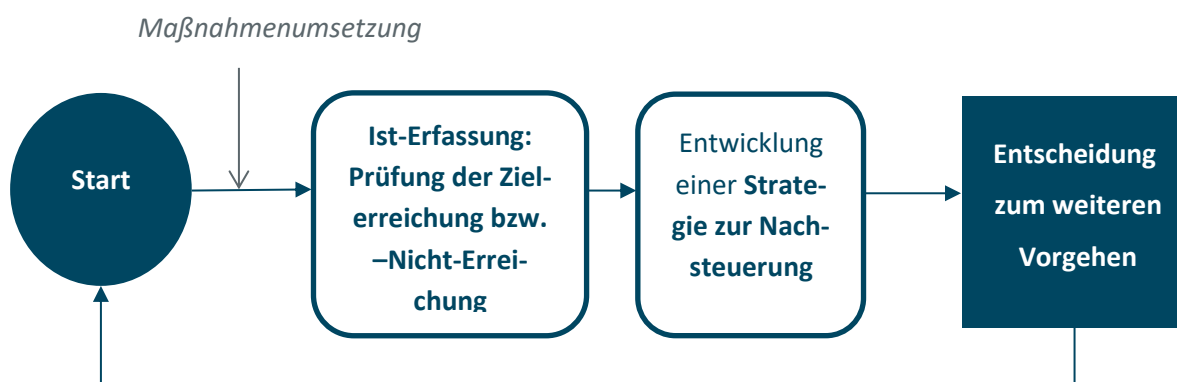 Maßnahmenumsetzung
Start
Ist-Erfassung:
Prüfung der Ziel-
erreichung bzw.
–Nicht-Errei-
chung
Entwicklung
einer Strate-
gie zur Nach-
steuerung
Entscheidung
zum weiteren
Vorgehen